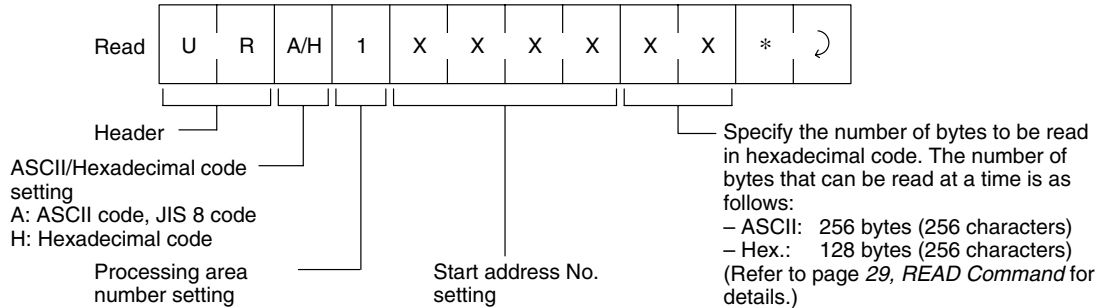 Read U R A/H 1 X X X X X X * ⤸
Header
ASCII/Hexadecimal code
setting
A: ASCII code, JIS 8 code
H: Hexadecimal code
Processing area
number setting
Start address No.
setting
Specify the number of bytes to be read
in hexadecimal code. The number of
bytes that can be read at a time is as
follows:
– ASCII: 256 bytes (256 characters)
– Hex.: 128 bytes (256 characters)
(Refer to page 29, READ Command for
details.)